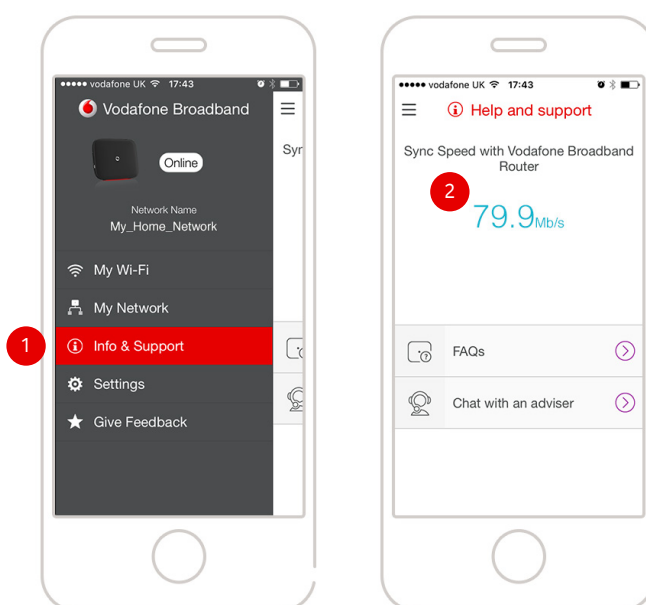 vodafone UK 17:43
Vodafone Broadband
Online
Network Name
My_Home_Network
My Wi-Fi
My Network
1
Info & Support
Settings
Give Feedback
Syn
vodafone UK 17:43
Help and support
Sync Speed with Vodafone Broadband
Router
2
79.9Mb/s
FAQs
Chat with an adviser